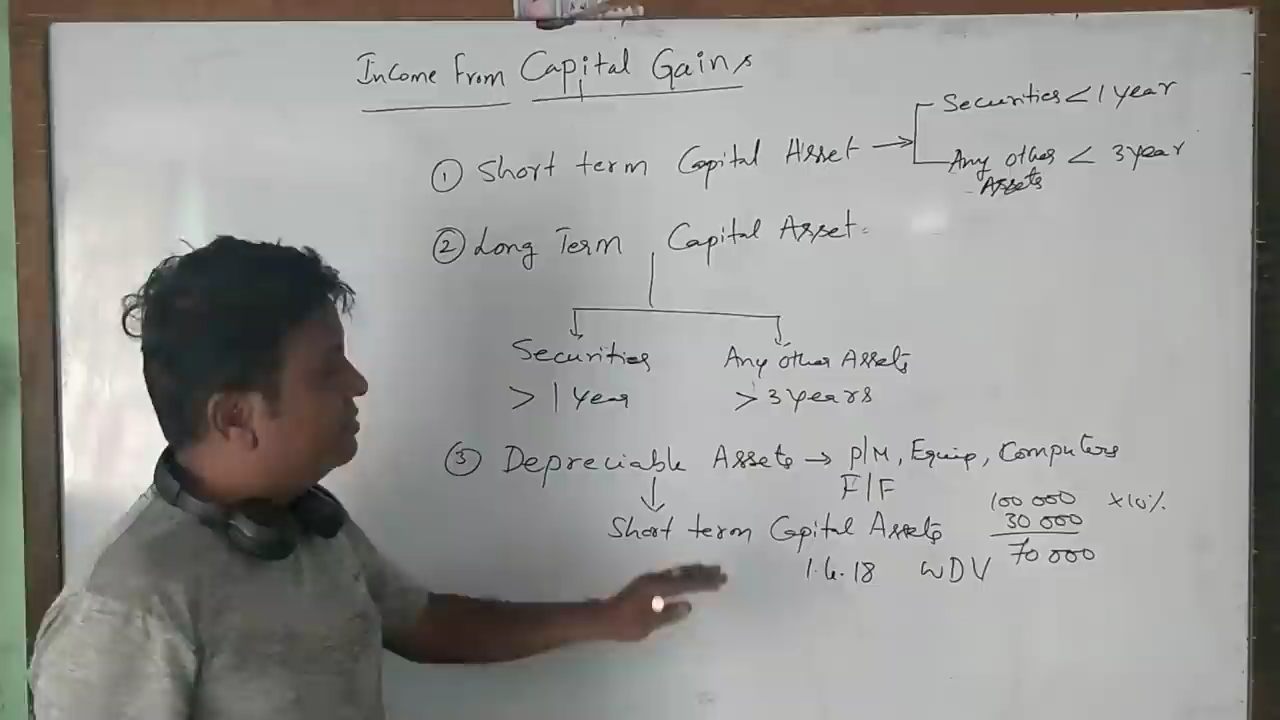 Income From Capital Gains
① Short term Capital Asset → Securities < 1 year
Any other < 3 year
Assets
② Long Term Capital Asset
Securities Any other Assets
> 1 year > 3 years
③ Depreciable Assets → P/M, Equip, Computers
F/F
Short term Capital Assets
100 000 × 10%
30 000
70 000
1.4.18 WDV